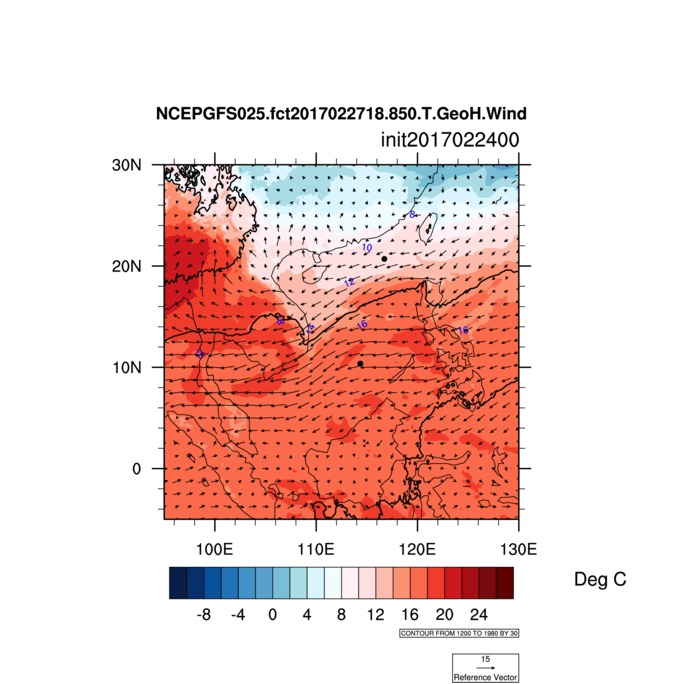 NCEPGFS025.fct2017022718.850.T.GeoH.Wind
init2017022400
30N
20N
10N
0
8
10
12
16
16
100E
110E
120E
130E
-8 -4 0 4 8 12 16 20 24
Deg C
CONTOUR FROM 1200 TO 1980 BY 30
15
Reference Vector